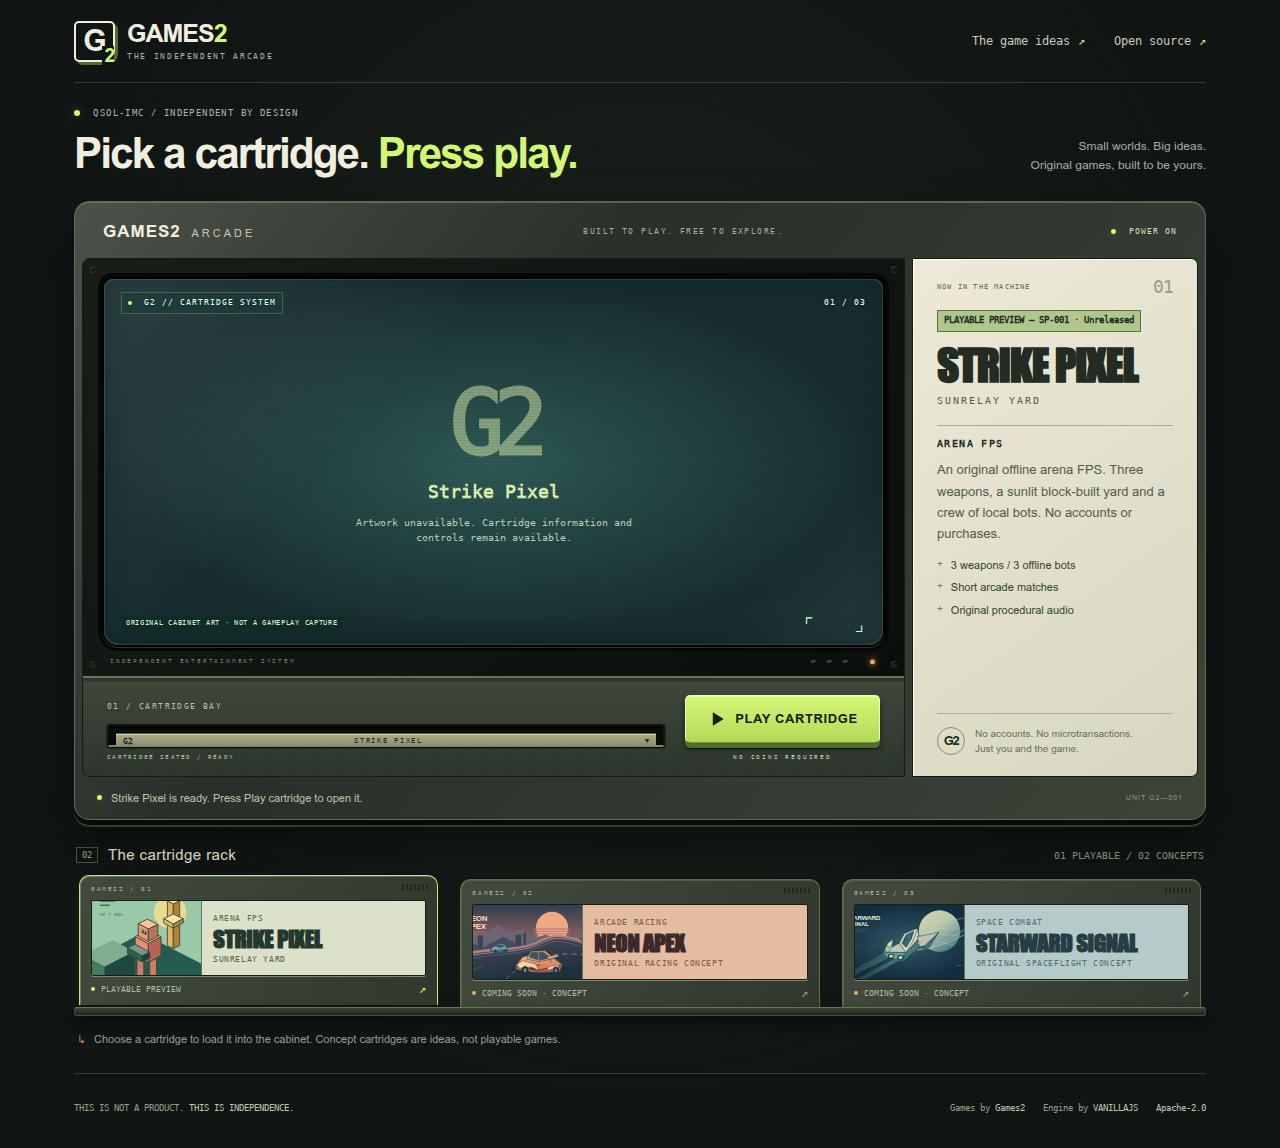 G2 GAMES2
THE INDEPENDENT ARCADE
The game ideas ↗ Open source ↗
QSOL-IMC / INDEPENDENT BY DESIGN
Pick a cartridge. Press play.
Small worlds. Big ideas.
Original games, built to be yours.
GAMES2 ARCADE
BUILT TO PLAY. FREE TO EXPLORE.
POWER ON
G2 // CARTRIDGE SYSTEM
01 / 03
G2
Strike Pixel
Artwork unavailable. Cartridge information and
controls remain available.
ORIGINAL CABINET ART · NOT A GAMEPLAY CAPTURE
INDEPENDENT ENTERTAINMENT SYSTEM
NOW IN THE MACHINE
01
PLAYABLE PREVIEW — SP-001 · Unreleased
STRIKE PIXEL
SUNRELAY YARD
ARENA FPS
An original offline arena FPS. Three
weapons, a sunlit block-built yard and a
crew of local bots. No accounts or
purchases.
+ 3 weapons / 3 offline bots
+ Short arcade matches
+ Original procedural audio
G2
No accounts. No microtransactions.
Just you and the game.
01 / CARTRIDGE BAY
G2 STRIKE PIXEL ▼
CARTRIDGE SEATED / READY
▶ PLAY CARTRIDGE
NO COINS REQUIRED
Strike Pixel is ready. Press Play cartridge to open it.
UNIT G2—001
02 The cartridge rack
01 PLAYABLE / 02 CONCEPTS
GAMES2 / 01
SP / 001
ARENA FPS
STRIKE PIXEL
SUNRELAY YARD
PLAYABLE PREVIEW ↗
GAMES2 / 02
EON
PEX
ARCADE RACING
NEON APEX
ORIGINAL RACING CONCEPT
COMING SOON · CONCEPT ↗
GAMES2 / 03
ARWARD
NAL
SPACE COMBAT
STARWARD SIGNAL
ORIGINAL SPACEFLIGHT CONCEPT
COMING SOON · CONCEPT ↗
↳ Choose a cartridge to load it into the cabinet. Concept cartridges are ideas, not playable games.
THIS IS NOT A PRODUCT. THIS IS INDEPENDENCE.
Games by Games2 Engine by VANILLAJS Apache-2.0